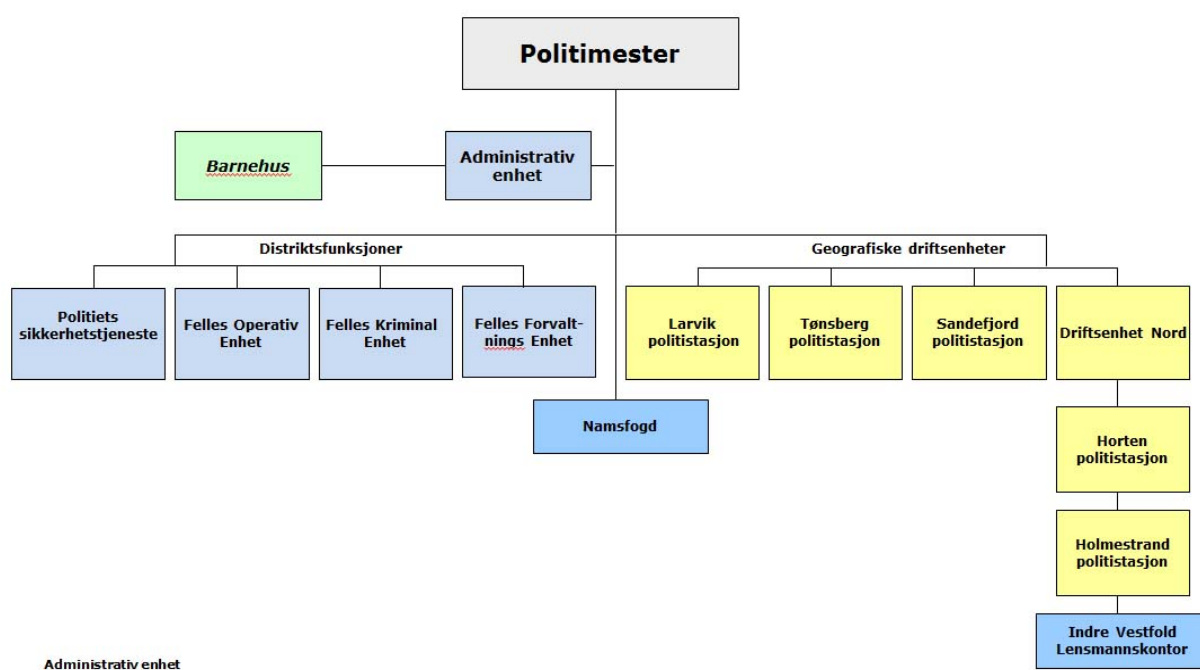 Politimester
Barnehus
Administrativ
enhet
Distriktsfunksjoner
Geografiske driftsenheter
Politiets
sikkerhetstjeneste
Felles Operativ
Enhet
Felles Kriminal
Enhet
Felles Forvalt-
nings Enhet
Larvik
politistasjon
Tønsberg
politistasjon
Sandefjord
politistasjon
Driftsenhet Nord
Namsfogd
Horten
politistasjon
Holmestrand
politistasjon
Indre Vestfold
Lensmannskontor
Administrativ enhet